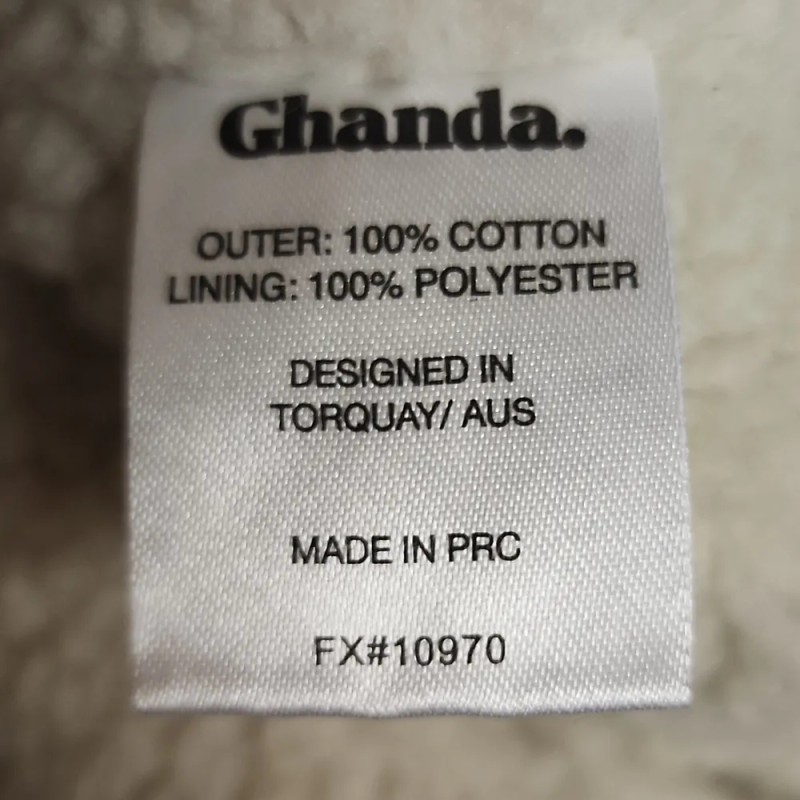 Ghanda.
OUTER: 100% COTTON
LINING: 100% POLYESTER
DESIGNED IN
TORQUAY/ AUS
MADE IN PRC
FX#10970